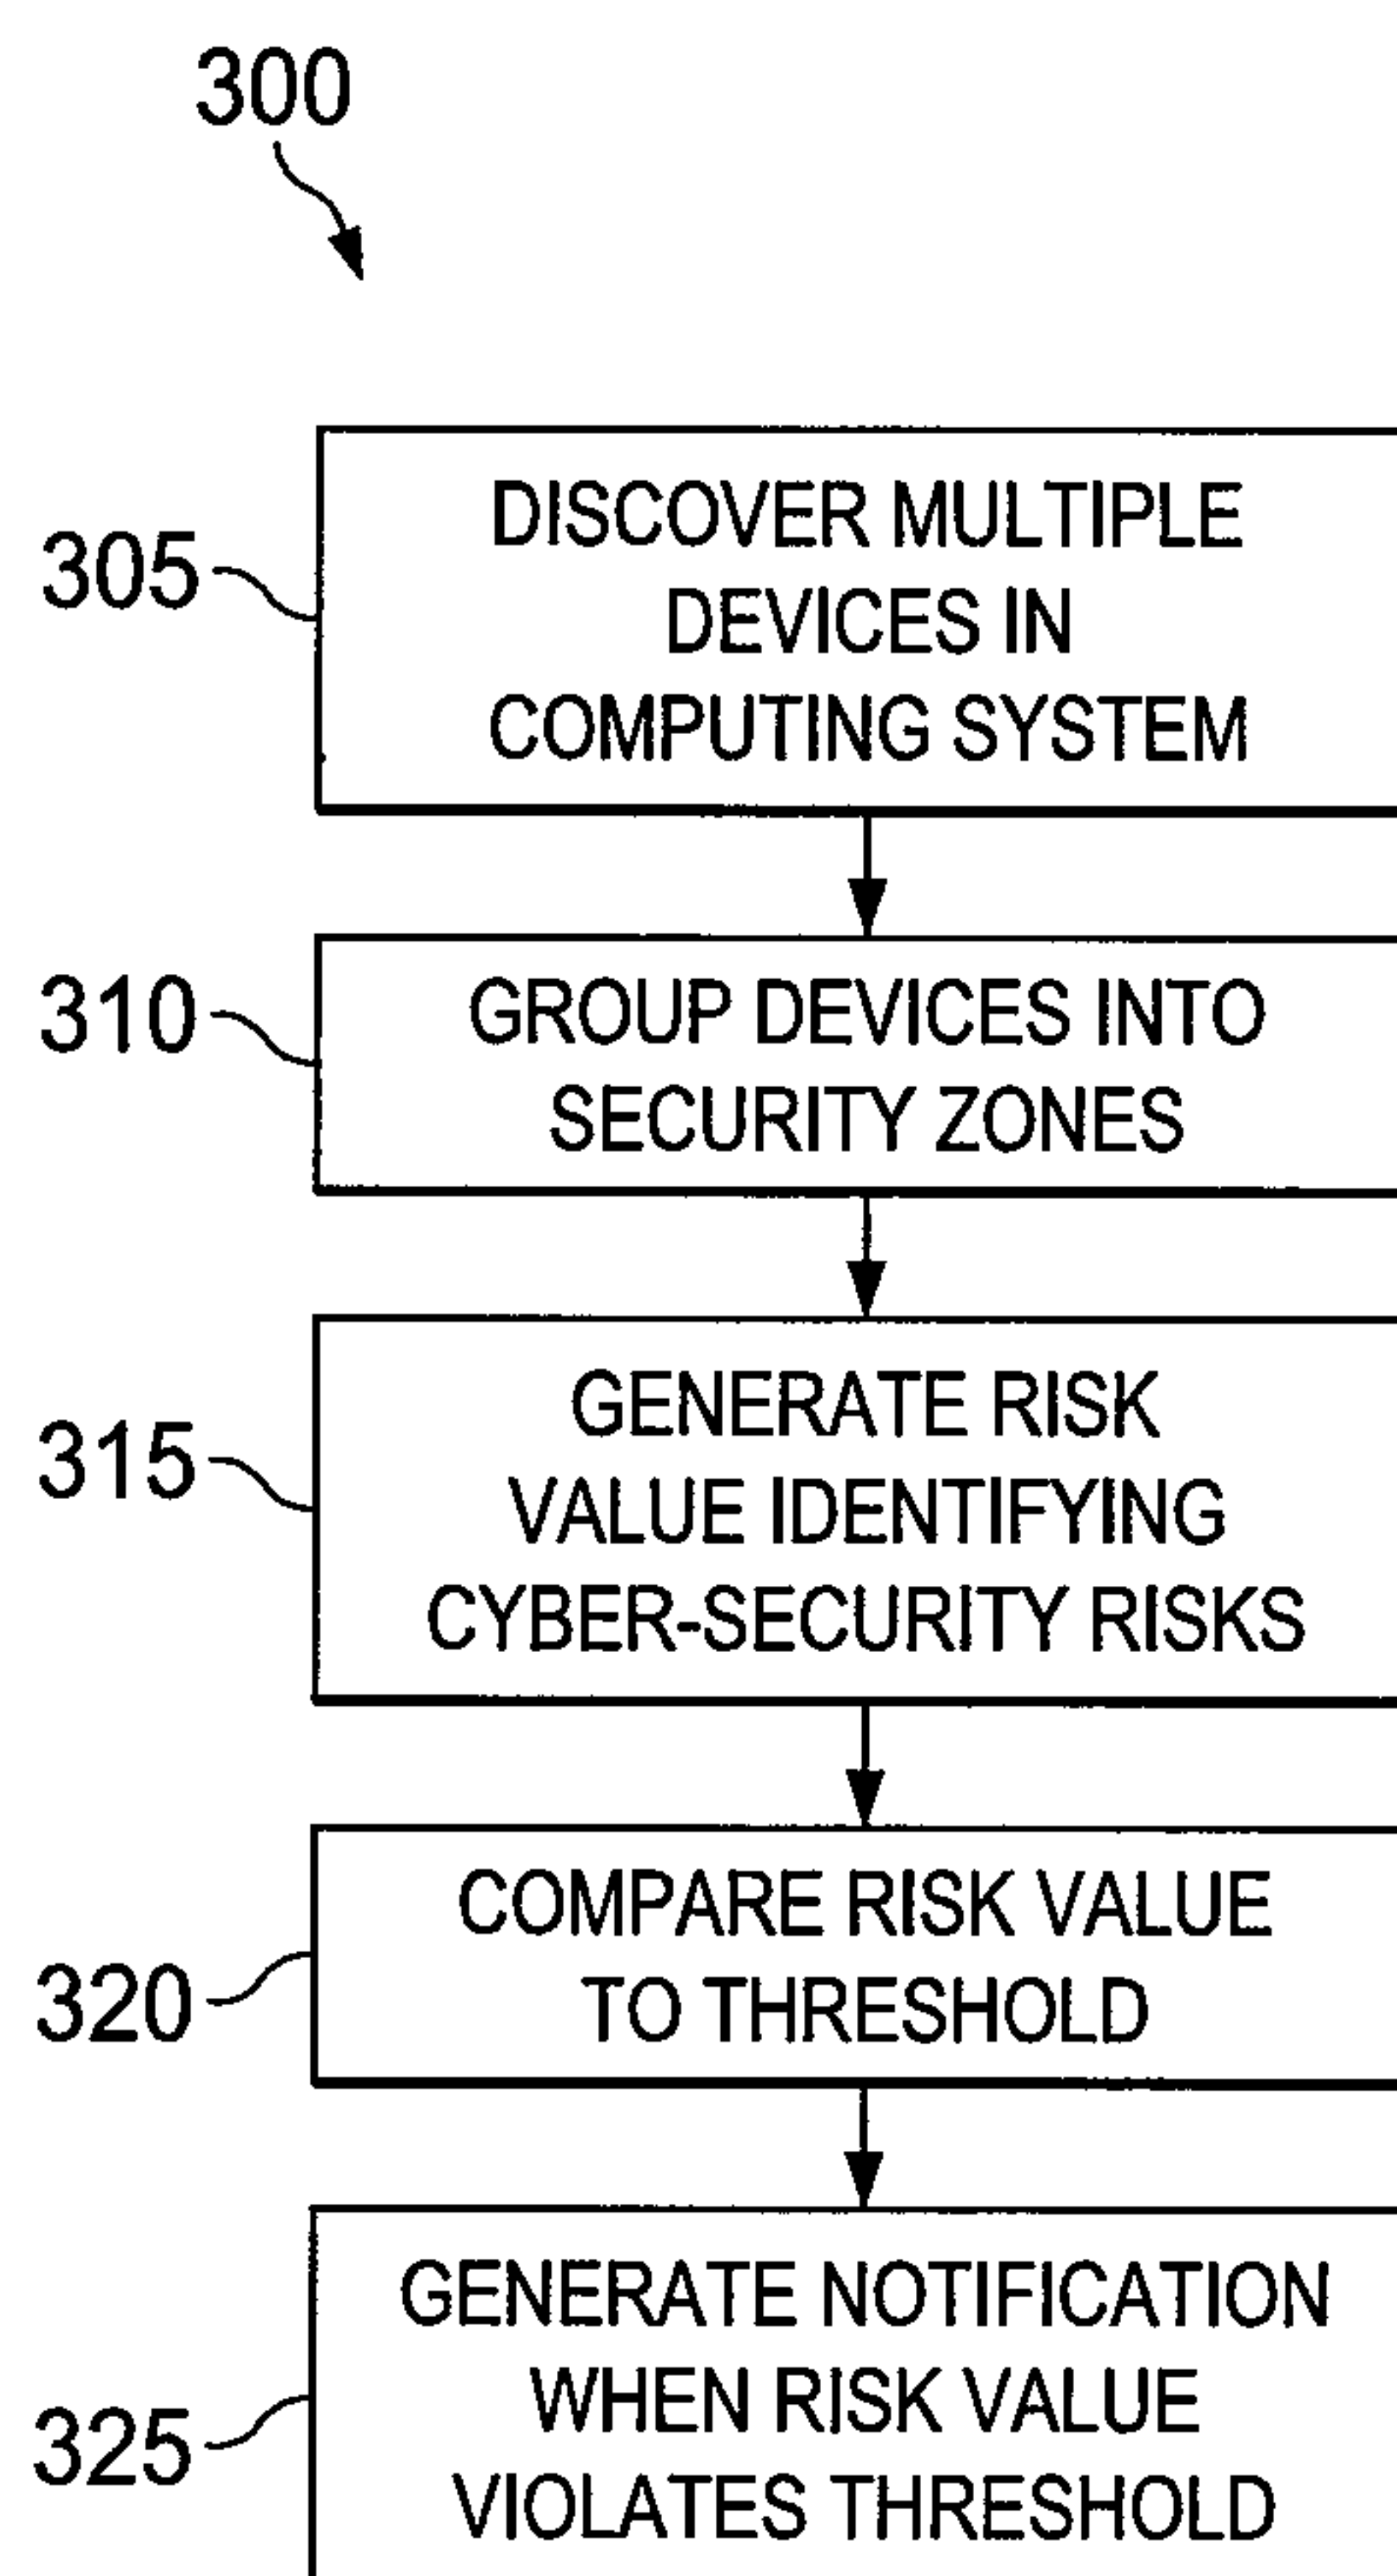 300
305
DISCOVER MULTIPLE
DEVICES IN
COMPUTING SYSTEM
310
GROUP DEVICES INTO
SECURITY ZONES
315
GENERATE RISK
VALUE IDENTIFYING
CYBER-SECURITY RISKS
320
COMPARE RISK VALUE
TO THRESHOLD
325
GENERATE NOTIFICATION
WHEN RISK VALUE
VIOLATES THRESHOLD